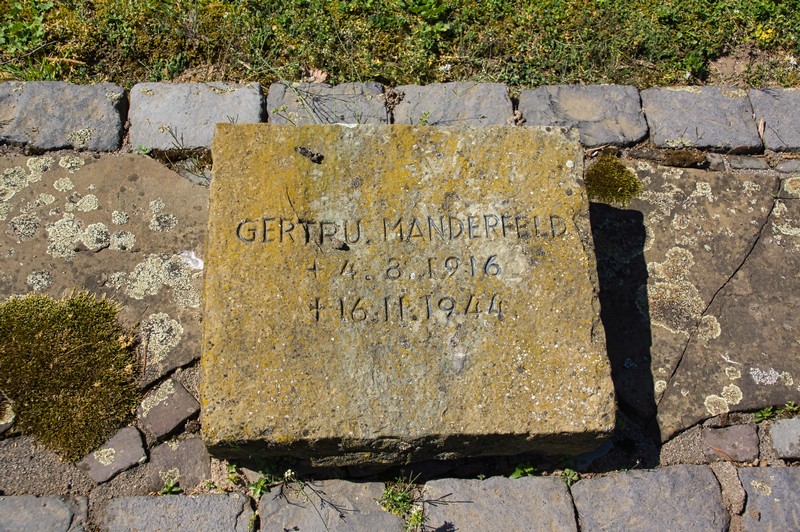 GERTRU. MANDERFELD
+ 4.8.1916
+ 16.11.1944